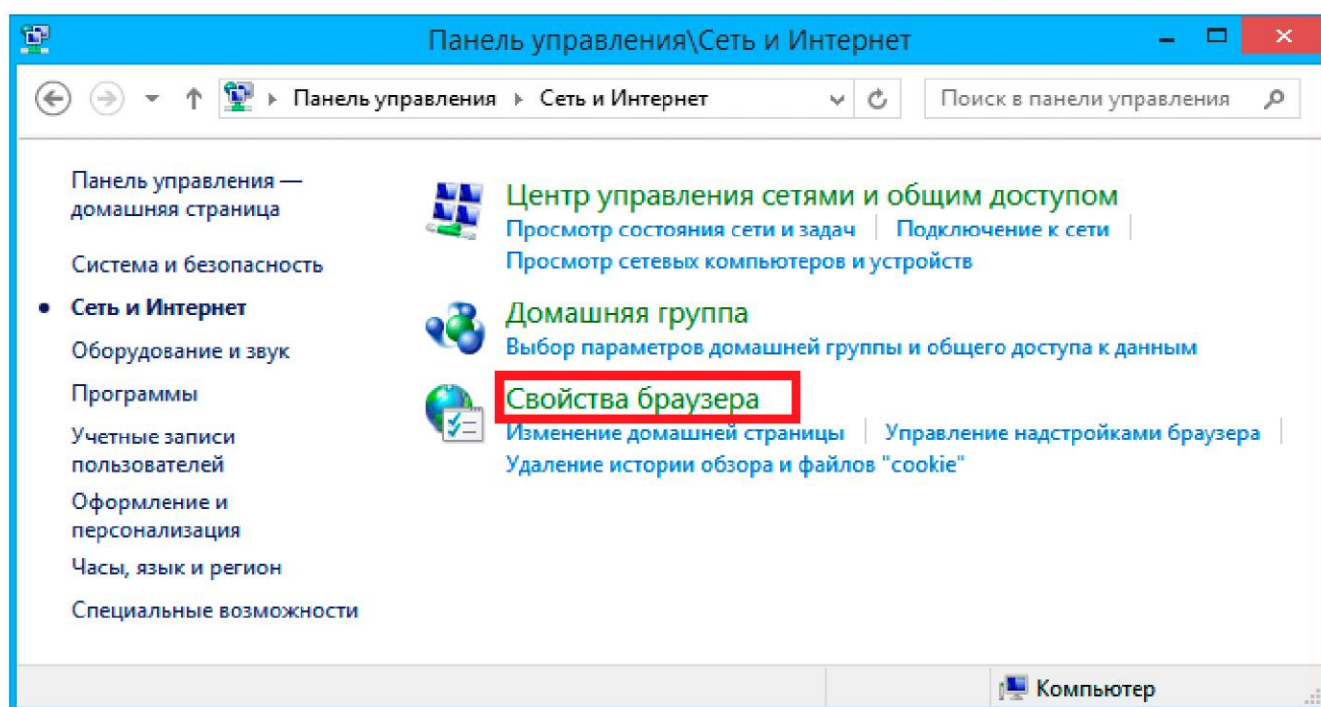 Панель управления\Сеть и Интернет
Панель управления Сеть и Интернет
Поиск в панели управления
Панель управления —
домашняя страница
Система и безопасность
Сеть и Интернет
Оборудование и звук
Программы
Учетные записи
пользователей
Оформление и
персонализация
Часы, язык и регион
Специальные возможности
Центр управления сетями и общим доступом
Просмотр состояния сети и задач
Подключение к сети
Просмотр сетевых компьютеров и устройств
Домашняя группа
Выбор параметров домашней группы и общего доступа к данным
Свойства браузера
Изменение домашней страницы
Управление надстройками браузера
Удаление истории обзора и файлов "cookie"
Компьютер